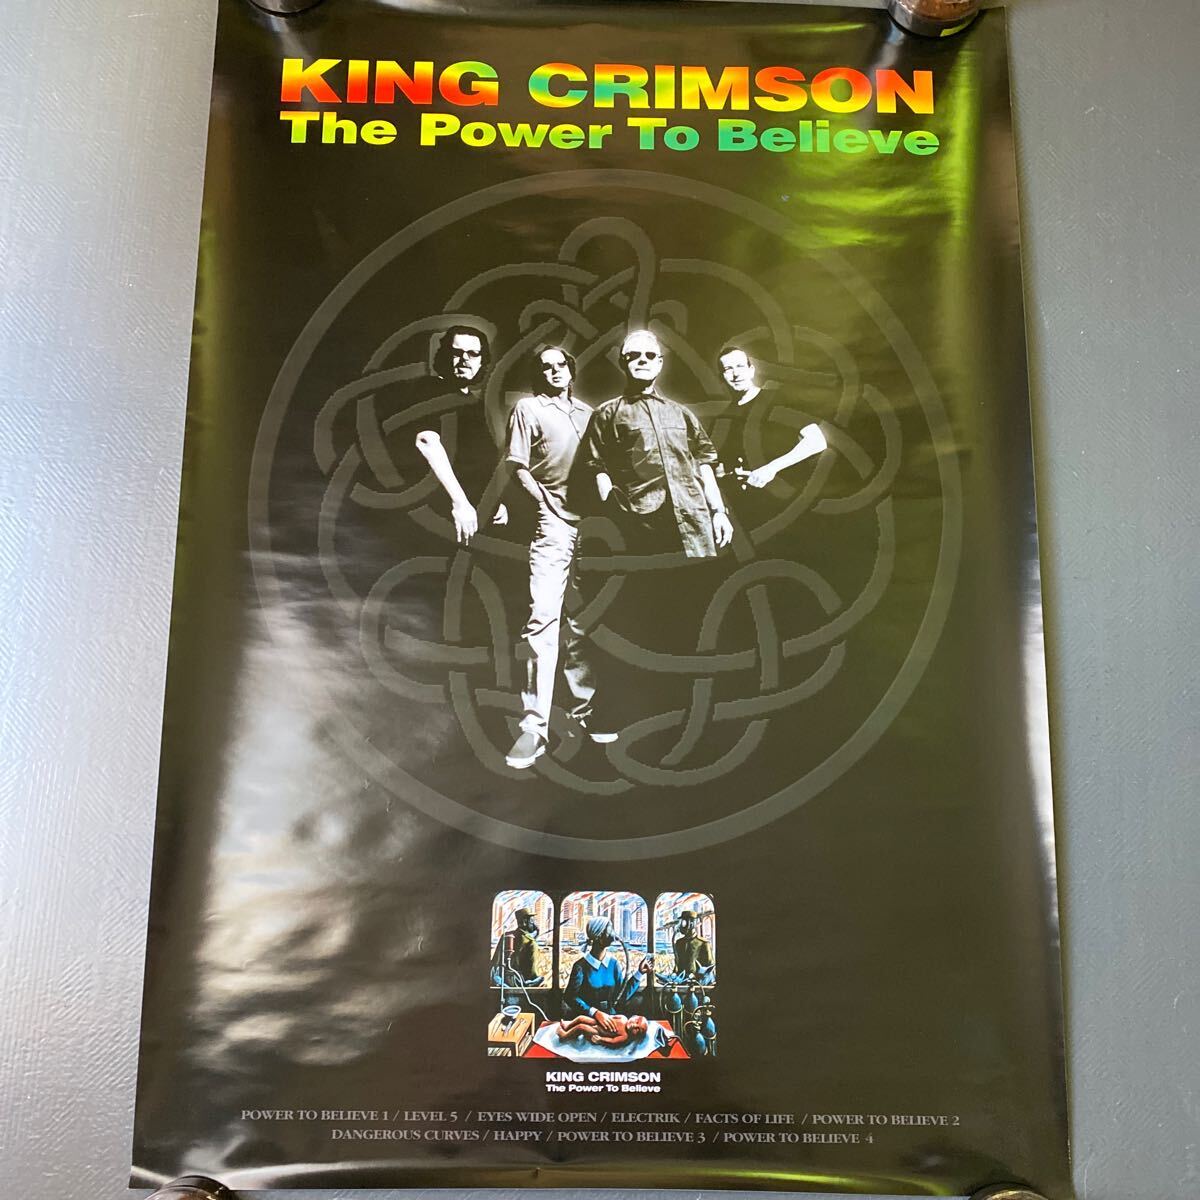 KING CRIMSON
The Power To Believe
KING CRIMSON
The Power To Believe
POWER TO BELIEVE 1 / LEVEL 5 / EYES WIDE OPEN / ELECTRIK / FACTS OF LIFE / POWER TO BELIEVE 2
DANGEROUS CURVES / HAPPY / POWER TO BELIEVE 3 / POWER TO BELIEVE 4